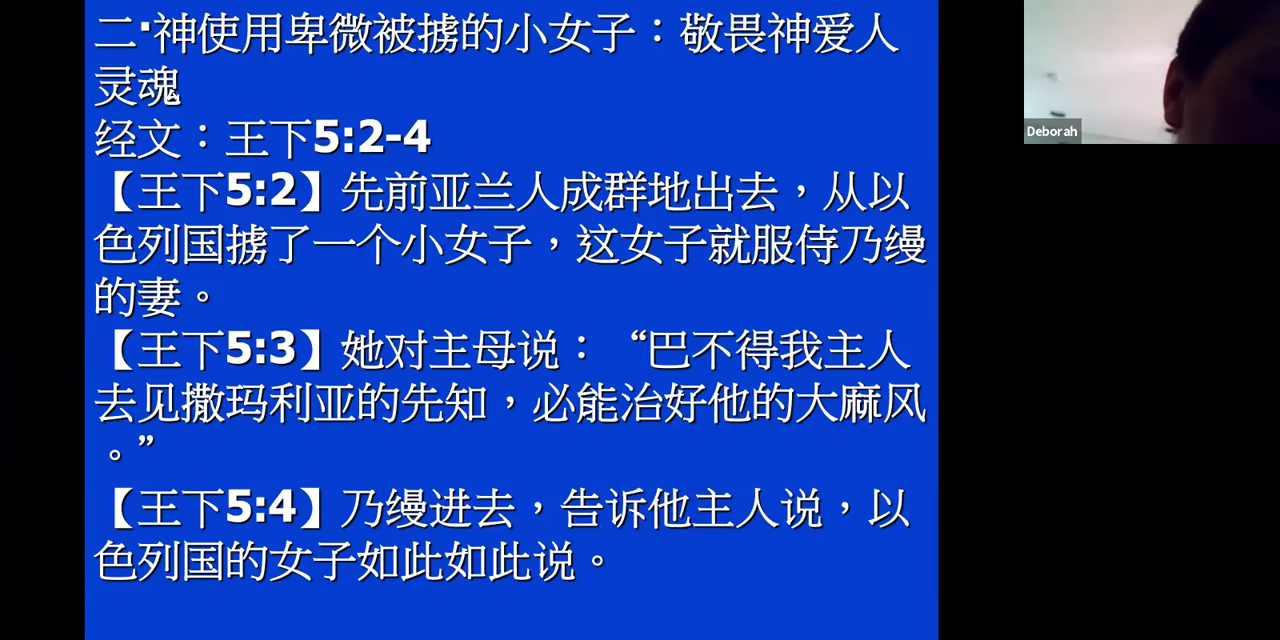 二·神使用卑微被掳的小女子：敬畏神爱人
灵魂
经文：王下5:2-4
【王下5:2】先前亚兰人成群地出去，从以
色列国掳了一个小女子，这女子就服侍乃缦
的妻。
【王下5:3】她对主母说：“巴不得我主人
去见撒玛利亚的先知，必能治好他的大麻风
。”
【王下5:4】乃缦进去，告诉他主人说，以
色列国的女子如此如此说。
Deborah